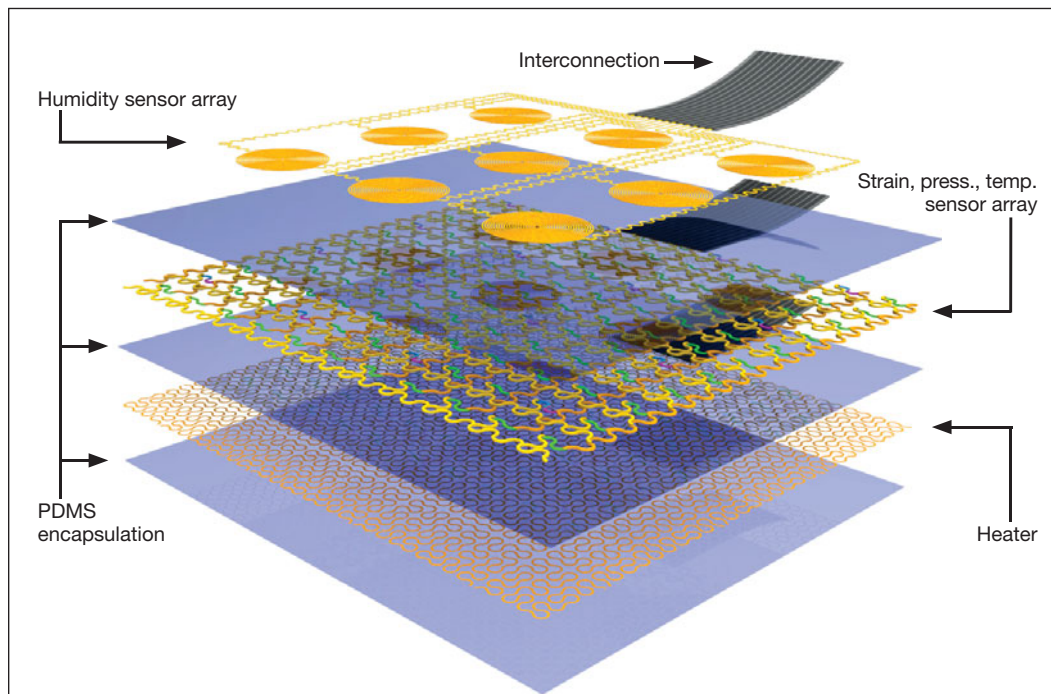 Interconnection
Humidity sensor array
Strain, press., temp.
sensor array
PDMS
encapsulation
Heater